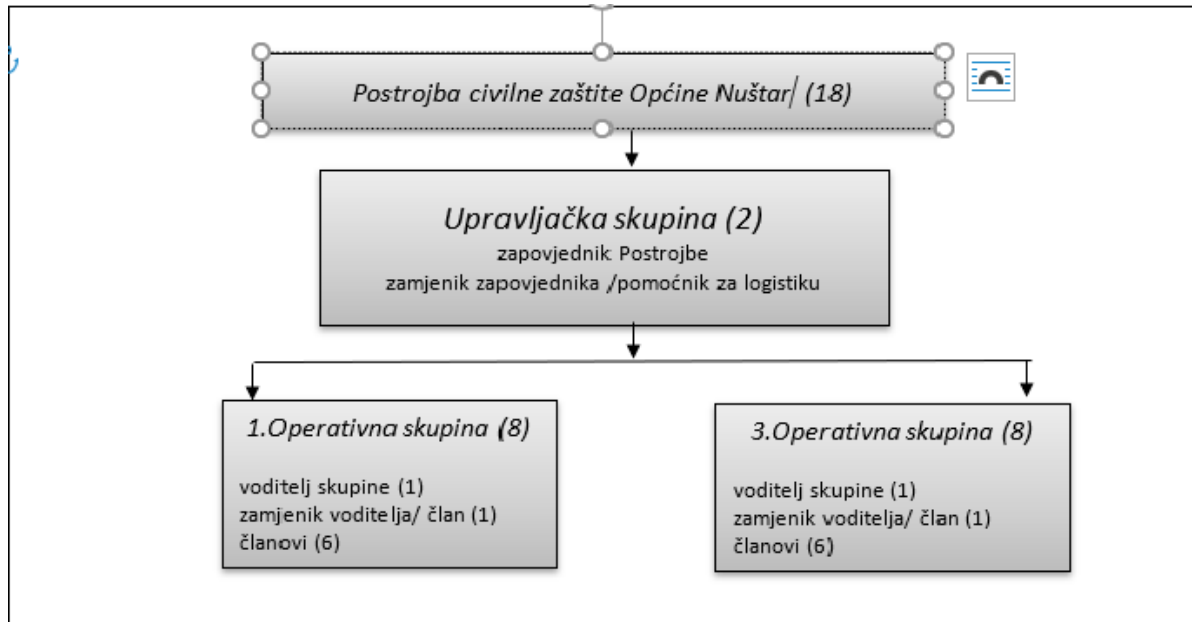 Postrojba civilne zaštite Općine Nuštar (18)
Upravljačka skupina (2)
zapovjednik Postrojbe
zamjenik zapovjednika /pomoćnik za logistiku
1.Operativna skupina (8)
voditelj skupine (1)
zamjenik voditelja/ član (1)
članovi (6)
3.Operativna skupina (8)
voditelj skupine (1)
zamjenik voditelja/ član (1)
članovi (6)